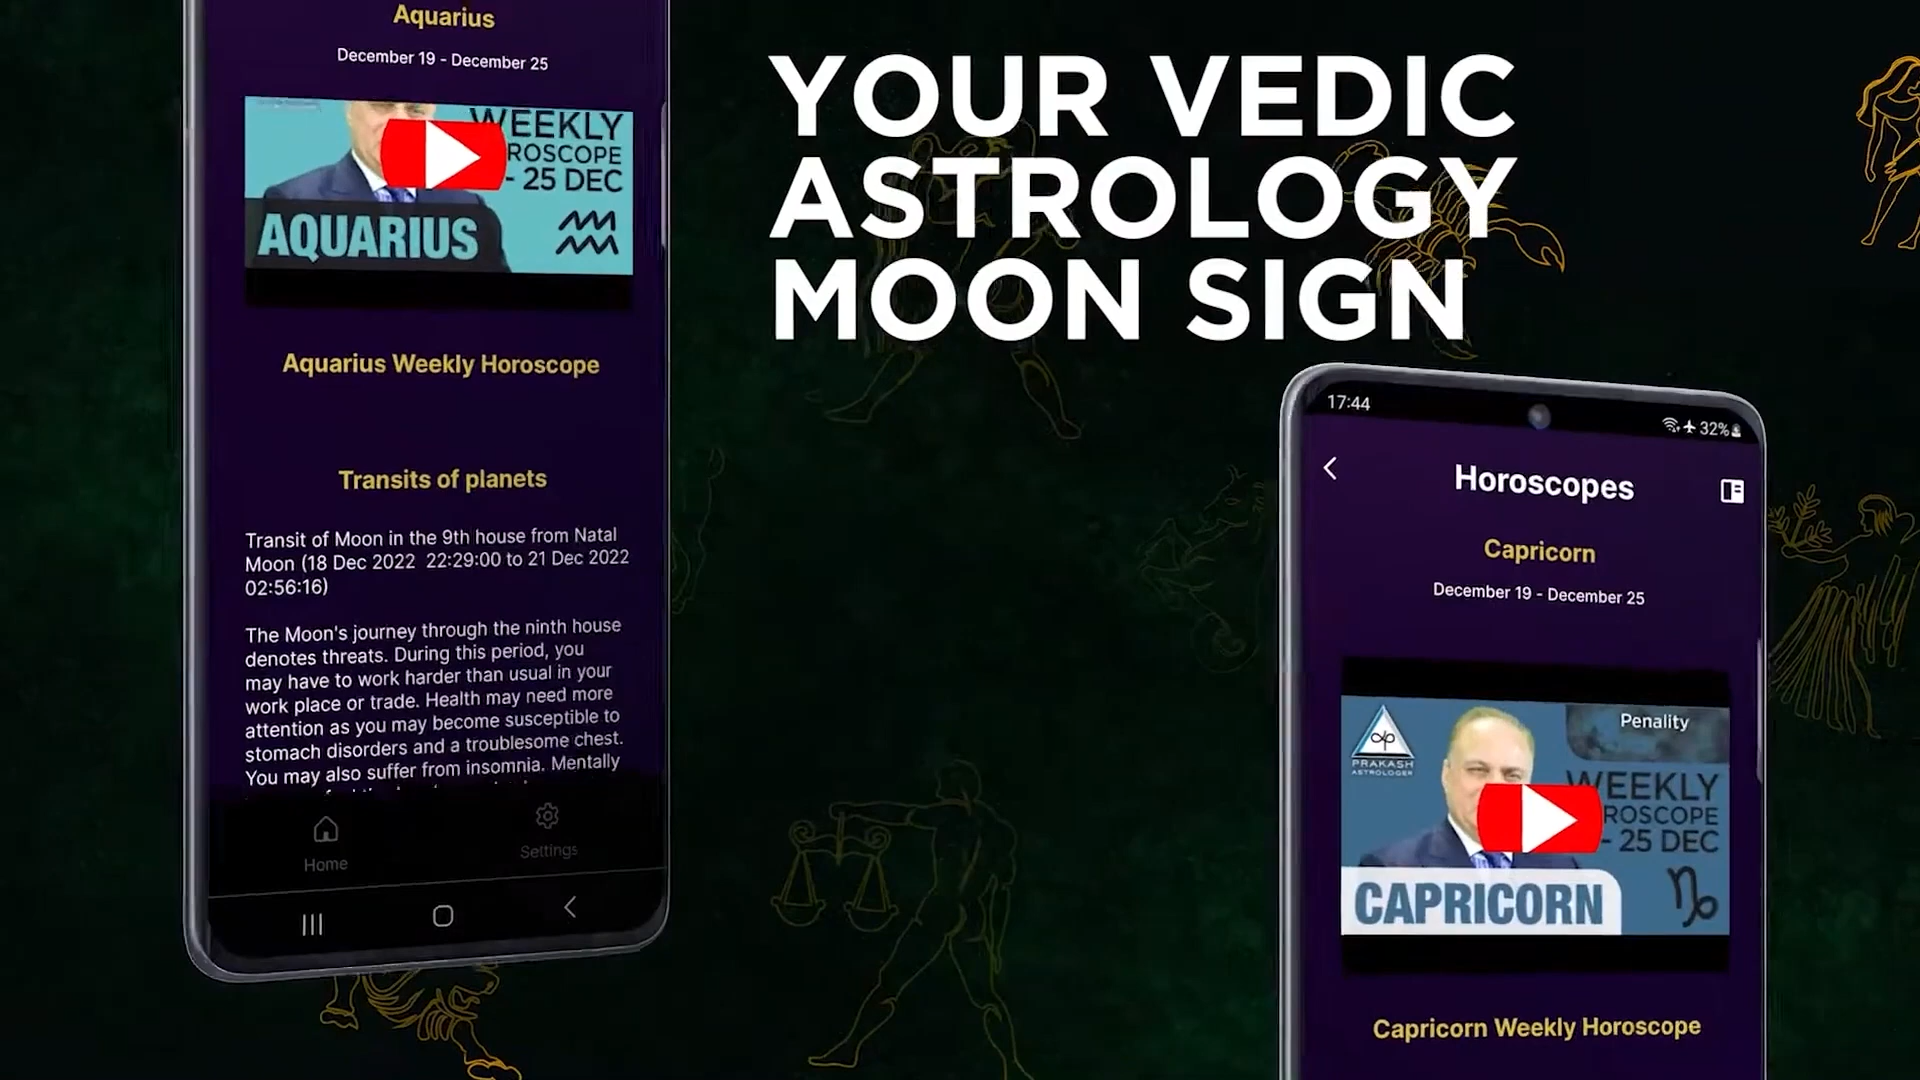 Aquarius
December 19 - December 25
WEEKLY
ROSCOPE
- 25 DEC
AQUARIUS
Aquarius Weekly Horoscope
Transits of planets
Transit of Moon in the 9th house from Natal
Moon (18 Dec 2022 22:29:00 to 21 Dec 2022
02:56:16)
The Moon's journey through the ninth house
denotes threats. During this period, you
may have to work harder than usual in your
work place or trade. Health may need more
attention as you may become susceptible to
stomach disorders and a troublesome chest.
You may also suffer from insomnia. Mentally
Home
Settings
YOUR VEDIC
ASTROLOGY
MOON SIGN
17:44
32%
Horoscopes
Capricorn
December 19 - December 25
PRAKASH
ASTROLOGER
Penality
WEEKLY
ROSCOPE
- 25 DEC
CAPRICORN
Capricorn Weekly Horoscope